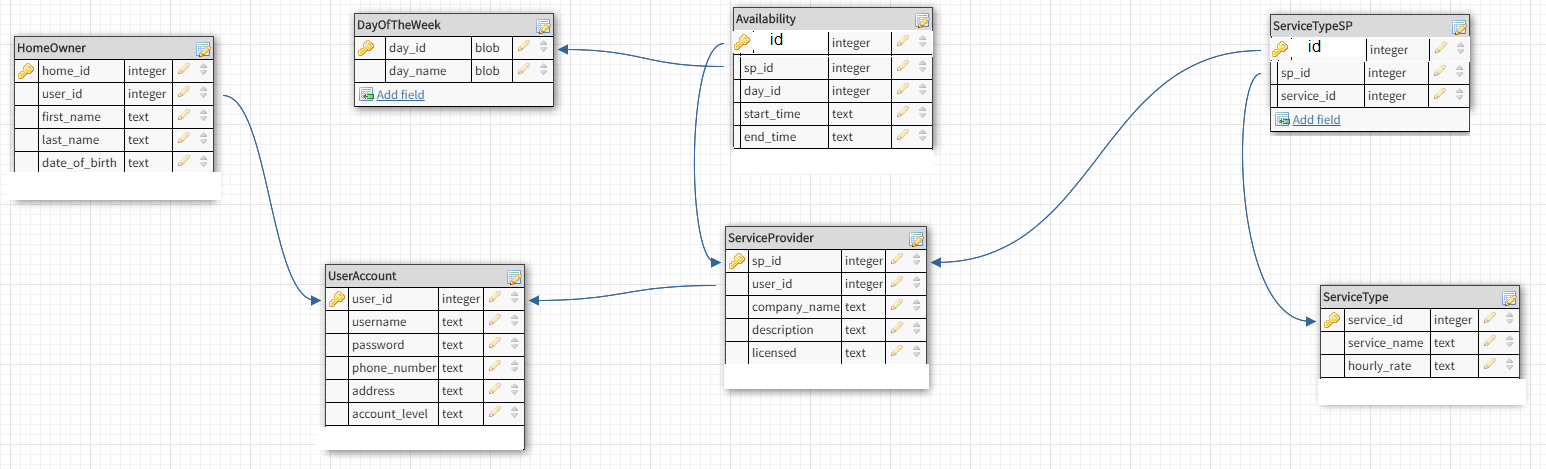 HomeOwner
home_id integer
user_id integer
first_name text
last_name text
date_of_birth text
DayOfTheWeek
day_id blob
day_name blob
Add field
Availability
id integer
sp_id integer
day_id integer
start_time text
end_time text
ServiceTypeSP
id integer
sp_id integer
service_id integer
Add field
UserAccount
user_id integer
username text
password text
phone_number text
address text
account_level text
ServiceProvider
sp_id integer
user_id integer
company_name text
description text
licensed text
ServiceType
service_id integer
service_name text
hourly_rate text